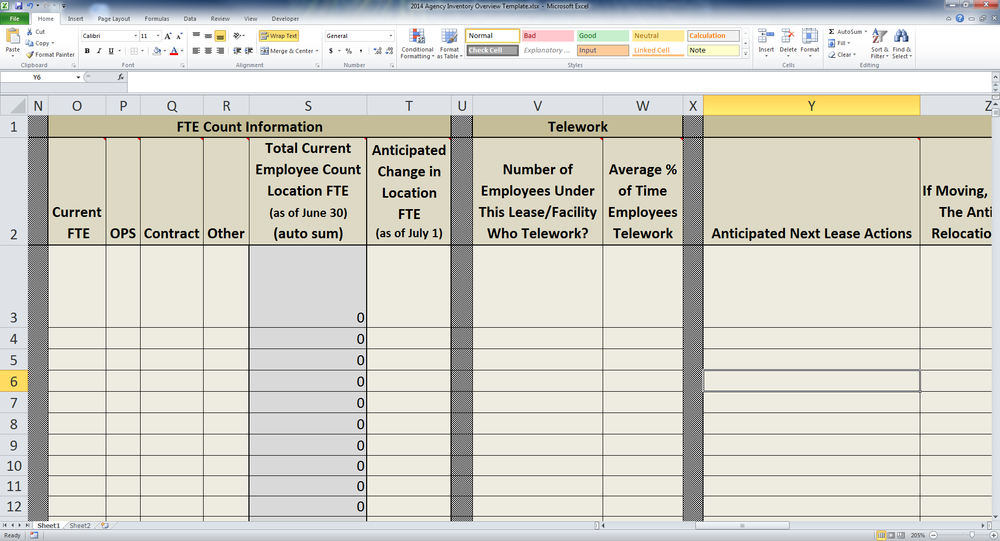 2014 Agency Inventory Overview Template.xlsx - Microsoft Excel
File Home Insert Page Layout Formulas Data Review View Developer
Paste
Cut
Copy
Format Painter
Clipboard
Calibri 11
B I U
A
Font
Wrap Text
Merge & Center
Alignment
General
$ % ,
Number
Conditional
Formatting
Format
as Table
Normal Bad Good Neutral Calculation
Check Cell Explanatory ... Input Linked Cell Note
Styles
Insert Delete Format
Cells
Σ AutoSum
Fill
Clear
Sort &
Filter
Find &
Select
Editing
Y6 fx
N O P Q R S T U V W X Y Z
1 FTE Count Information Telework
2
Current
FTE
OPS
Contract
Other
Total Current
Employee Count
Location FTE
(as of June 30)
(auto sum)
Anticipated
Change in
Location
FTE
(as of July 1)
Number of
Employees Under
This Lease/Facility
Who Telework?
Average %
of Time
Employees
Telework
Anticipated Next Lease Actions
If Moving,
The Anti
Relocatio
3 0
4 0
5 0
6 0
7 0
8 0
9 0
10 0
11 0
12 0
Sheet1 Sheet2
Ready 205%